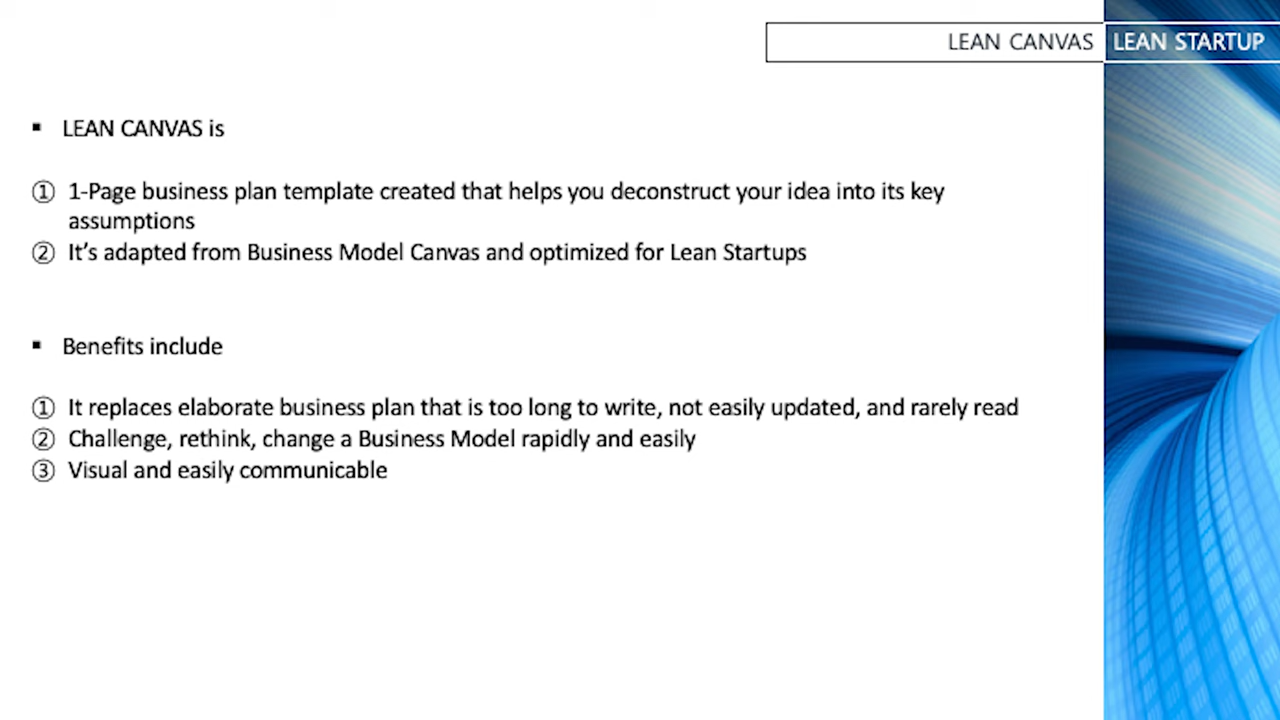 LEAN CANVAS LEAN STARTUP
▪ LEAN CANVAS is
① 1-Page business plan template created that helps you deconstruct your idea into its key
assumptions
② It’s adapted from Business Model Canvas and optimized for Lean Startups
▪ Benefits include
① It replaces elaborate business plan that is too long to write, not easily updated, and rarely read
② Challenge, rethink, change a Business Model rapidly and easily
③ Visual and easily communicable